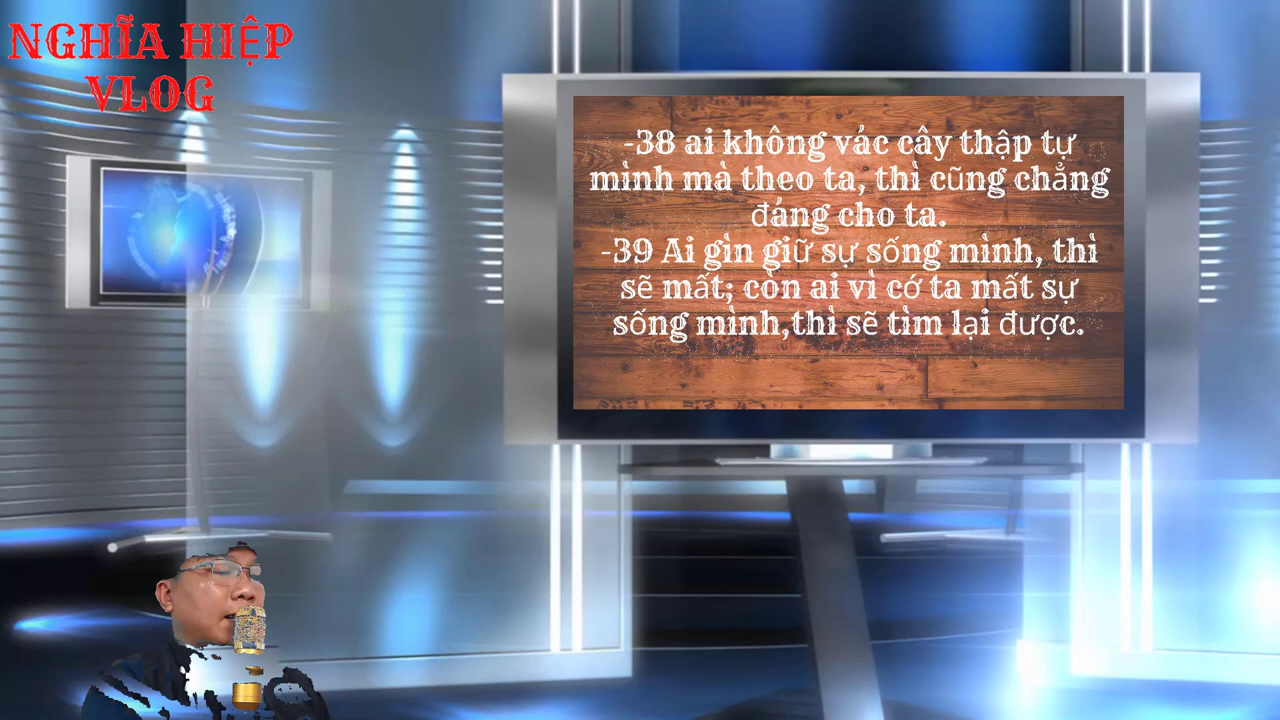 NGHĨA HIỆP
VLOG
-38 ai không vác cây thập tự
mình mà theo ta, thì cũng chẳng
đáng cho ta.
-39 Ai gìn giữ sự sống mình, thì
sẽ mất; còn ai vì cớ ta mất sự
sống mình,thì sẽ tìm lại được.